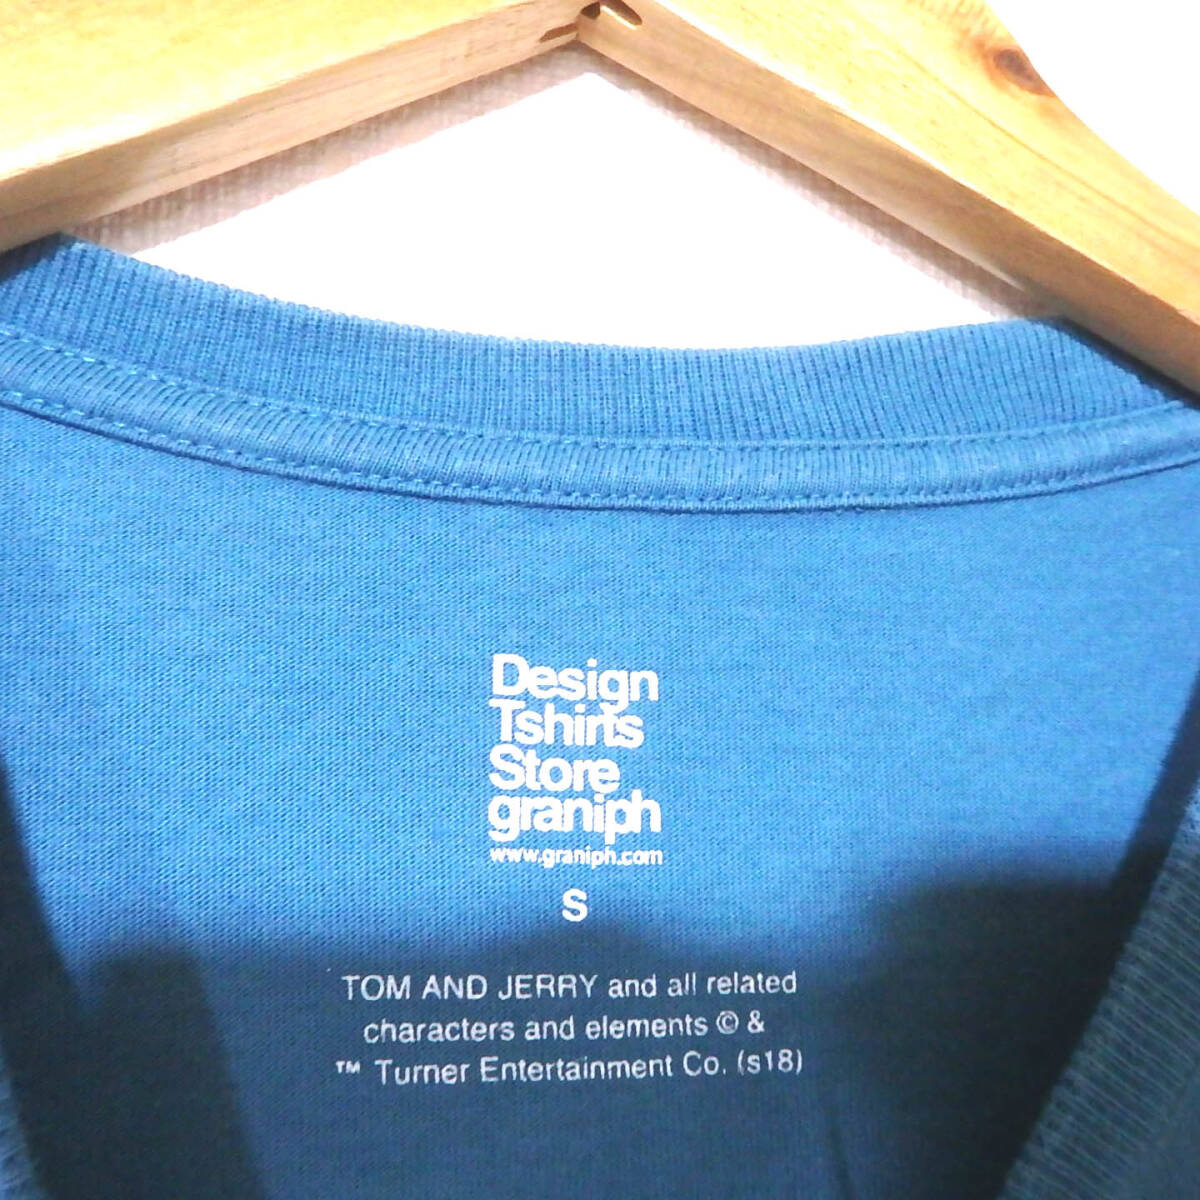 Design
Tshirts
Store
graniph
www.graniph.com
S
TOM AND JERRY and all related
characters and elements © &
™ Turner Entertainment Co. (s18)